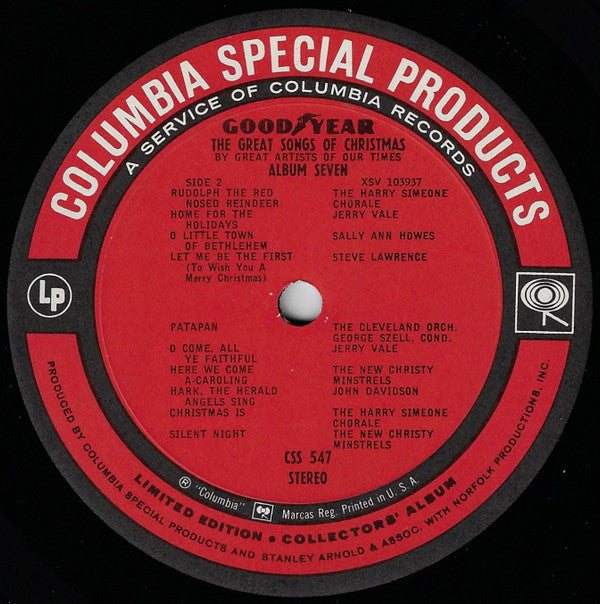 COLUMBIA SPECIAL PRODUCTS
A SERVICE OF COLUMBIA RECORDS
GOODYEAR
THE GREAT SONGS OF CHRISTMAS
BY GREAT ARTISTS OF OUR TIMES
ALBUM SEVEN
SIDE 2 XSV 103937
RUDOLPH THE RED THE HARRY SIMEONE
NOSED REINDEER CHORALE
HOME FOR THE JERRY VALE
HOLIDAYS
O LITTLE TOWN SALLY ANN HOWES
OF BETHLEHEM
LET ME BE THE FIRST STEVE LAWRENCE
(To Wish You A
Merry Christmas)
LP
PATAPAN THE CLEVELAND ORCH.
GEORGE SZELL, COND.
O COME, ALL JERRY VALE
YE FAITHFUL
HERE WE COME THE NEW CHRISTY
A-CAROLING MINSTRELS
HARK, THE HERALD JOHN DAVIDSON
ANGELS SING
CHRISTMAS IS THE HARRY SIMEONE
CHORALE
SILENT NIGHT THE NEW CHRISTY
MINSTRELS
CSS 547
STEREO
® "Columbia" Marcas Reg. Printed in U. S. A.
LIMITED EDITION • COLLECTORS' ALBUM
PRODUCED BY COLUMBIA SPECIAL PRODUCTS AND STANLEY ARNOLD & ASSOC. WITH NORFOLK PRODUCTIONS, INC.